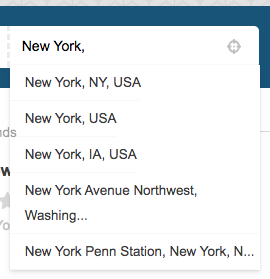 New York,
New York, NY, USA
New York, USA
New York, IA, USA
nds
w
New York Avenue Northwest,
Washing...
Yo
New York Penn Station, New York, N...